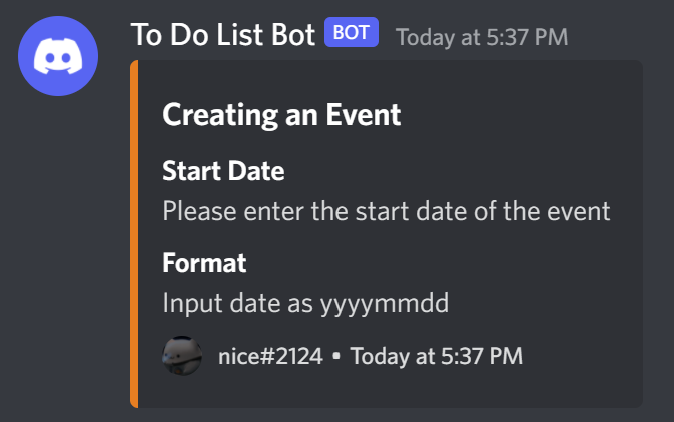 To Do List Bot BOT Today at 5:37 PM
Creating an Event
Start Date
Please enter the start date of the event
Format
Input date as yyyymmdd
nice#2124 • Today at 5:37 PM